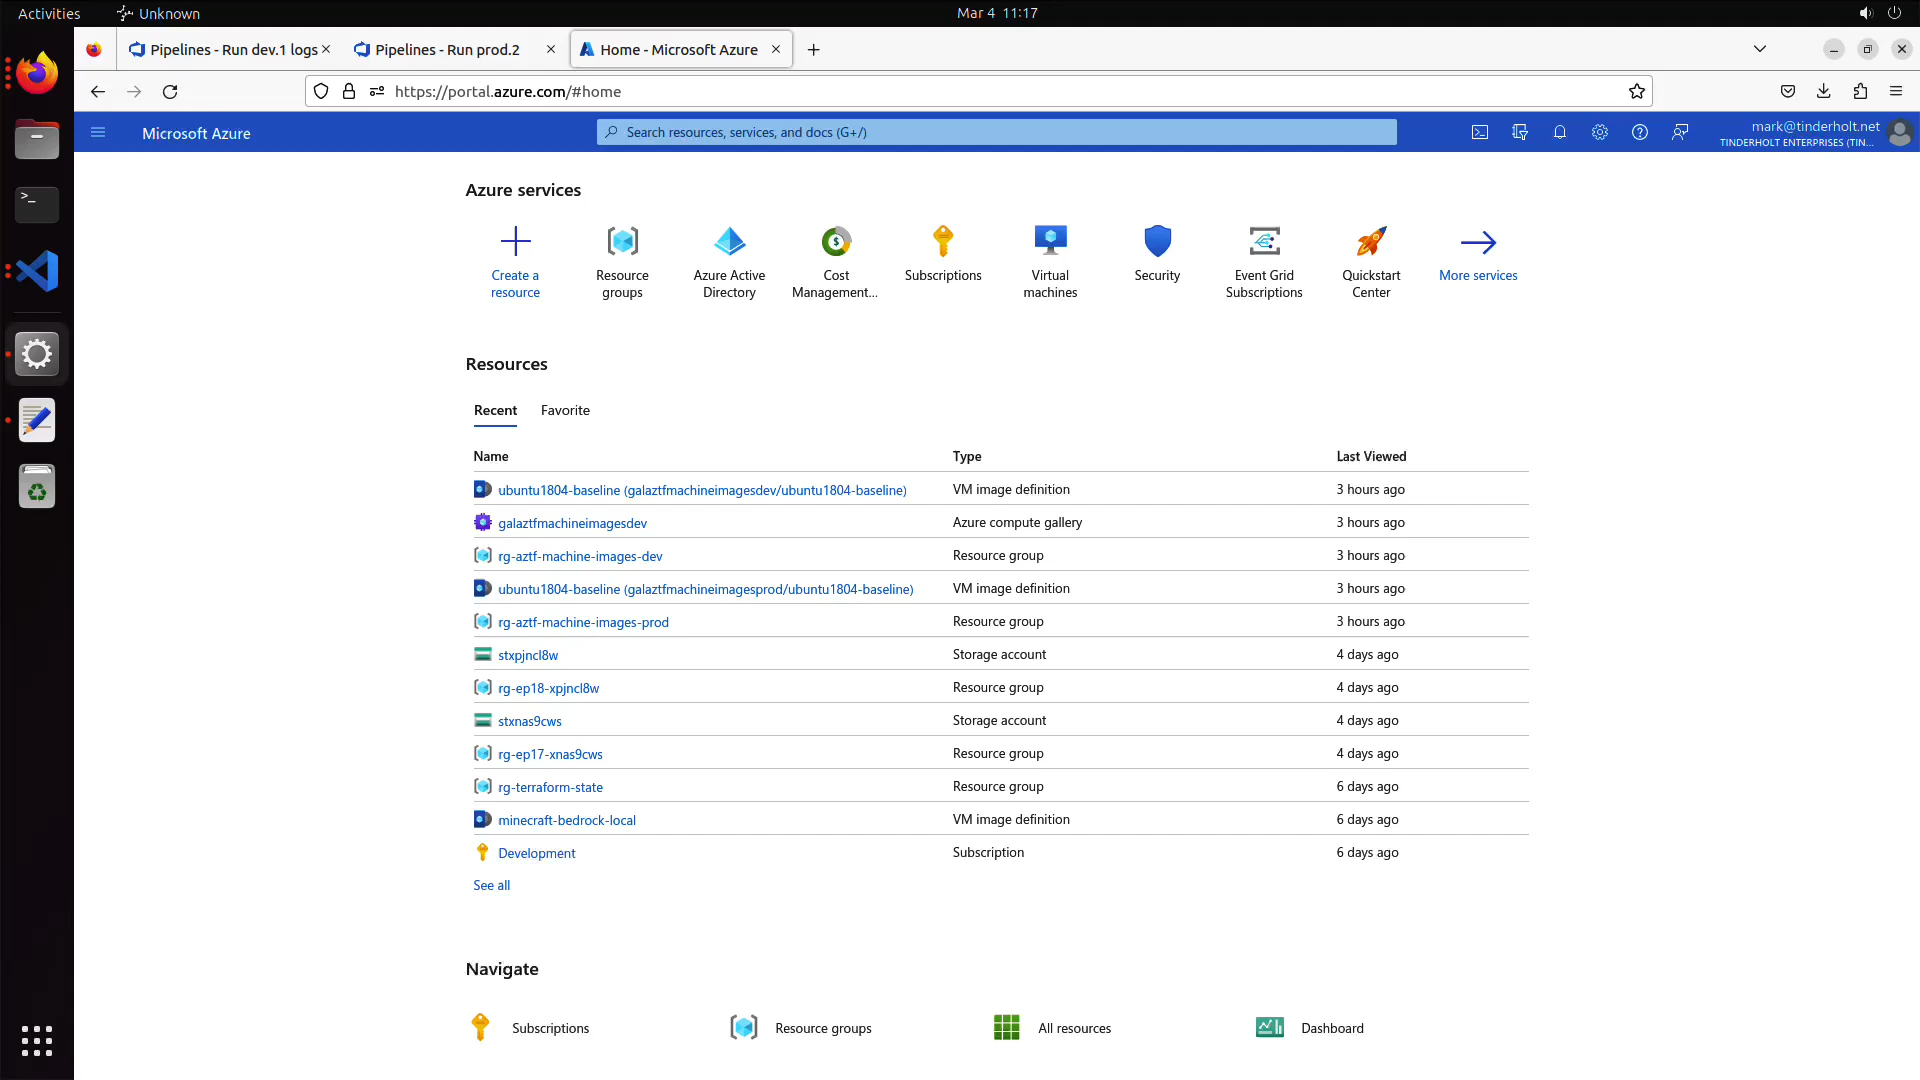 Activities
Unknown
Mar 4 11:17
Pipelines - Run dev.1 logs
Pipelines - Run prod.2
Home - Microsoft Azure
https://portal.azure.com/#home
Microsoft Azure
Search resources, services, and docs (G+/)
mark@tinderholt.net
TINDERHOLT ENTERPRISES (TIN...
Azure services
Create a resource
Resource groups
Azure Active Directory
Cost Management...
Subscriptions
Virtual machines
Security
Event Grid Subscriptions
Quickstart Center
More services
Resources
Recent
Favorite
Name Type Last Viewed
ubuntu1804-baseline (galaztfmachineimagesdev/ubuntu1804-baseline) VM image definition 3 hours ago
galaztfmachineimagesdev Azure compute gallery 3 hours ago
rg-aztf-machine-images-dev Resource group 3 hours ago
ubuntu1804-baseline (galaztfmachineimagesprod/ubuntu1804-baseline) VM image definition 3 hours ago
rg-aztf-machine-images-prod Resource group 3 hours ago
stxpjncl8w Storage account 4 days ago
rg-ep18-xpjncl8w Resource group 4 days ago
stxnas9cws Storage account 4 days ago
rg-ep17-xnas9cws Resource group 4 days ago
rg-terraform-state Resource group 6 days ago
minecraft-bedrock-local VM image definition 6 days ago
Development Subscription 6 days ago
See all
Navigate
Subscriptions
Resource groups
All resources
Dashboard